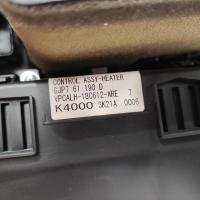 CONTROL ASSY-HEATER
GJP7 61 190 D
VPCALH-18C612-ARE 7
K4000 3K21A 0006